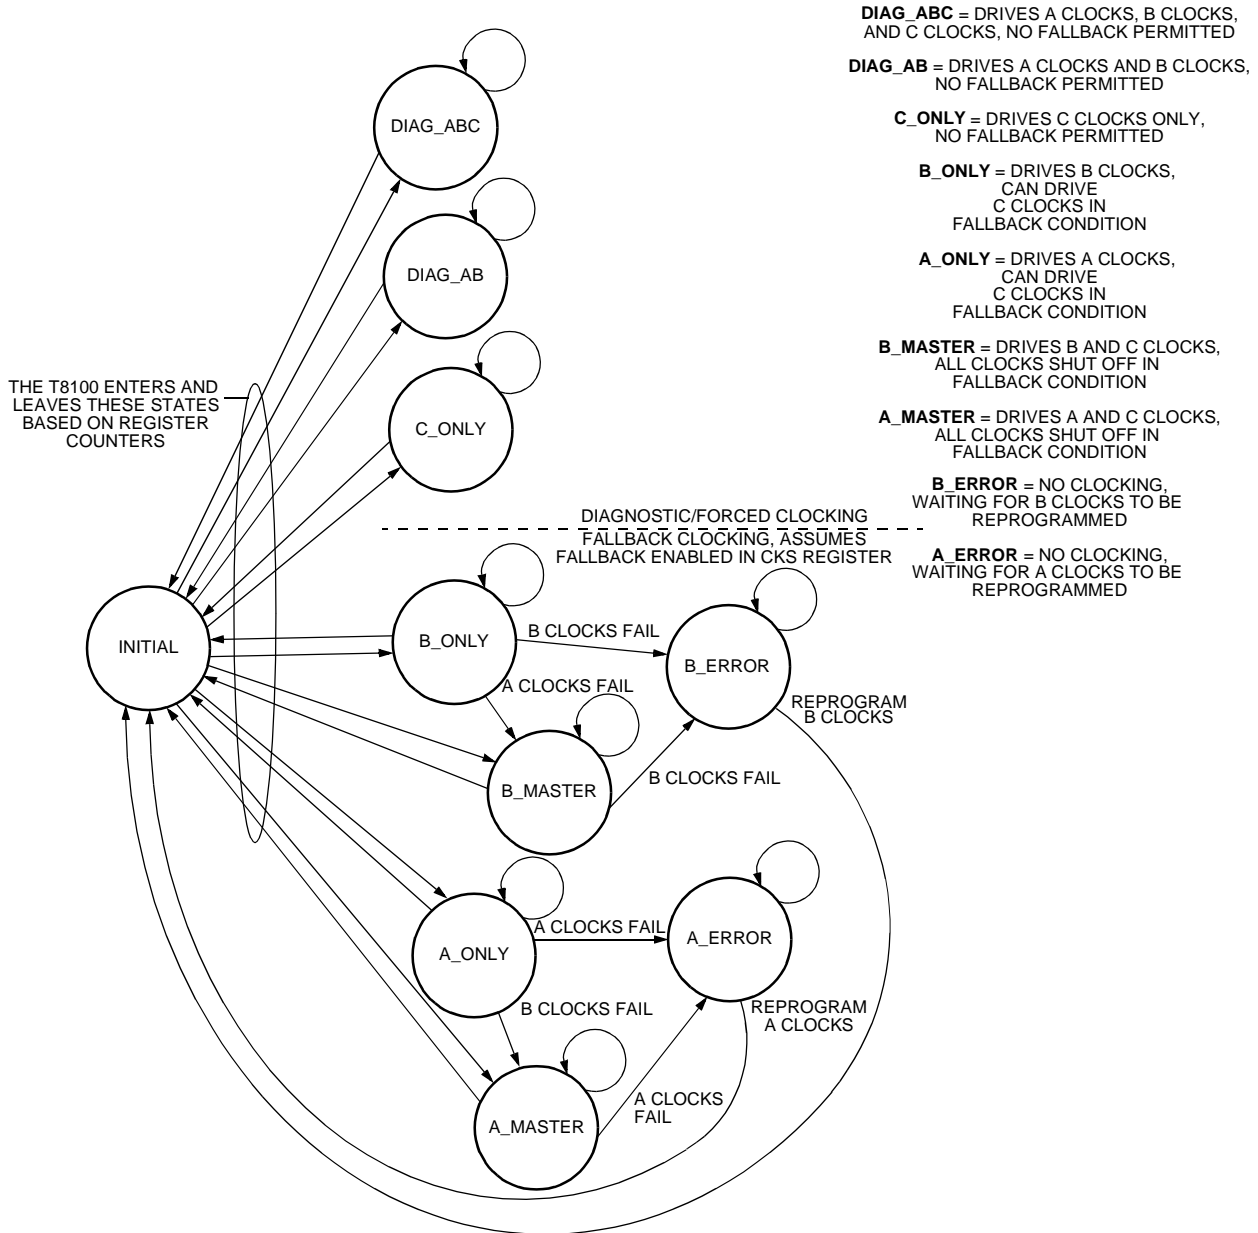 DIAG_ABC = DRIVES A CLOCKS, B CLOCKS,
AND C CLOCKS, NO FALLBACK PERMITTED
DIAG_AB = DRIVES A CLOCKS AND B CLOCKS,
NO FALLBACK PERMITTED
C_ONLY = DRIVES C CLOCKS ONLY,
NO FALLBACK PERMITTED
B_ONLY = DRIVES B CLOCKS,
CAN DRIVE
C CLOCKS IN
FALLBACK CONDITION
A_ONLY = DRIVES A CLOCKS,
CAN DRIVE
C CLOCKS IN
FALLBACK CONDITION
B_MASTER = DRIVES B AND C CLOCKS,
ALL CLOCKS SHUT OFF IN
FALLBACK CONDITION
A_MASTER = DRIVES A AND C CLOCKS,
ALL CLOCKS SHUT OFF IN
FALLBACK CONDITION
B_ERROR = NO CLOCKING,
WAITING FOR B CLOCKS TO BE
REPROGRAMMED
A_ERROR = NO CLOCKING,
WAITING FOR A CLOCKS TO BE
REPROGRAMMED
DIAG_ABC
DIAG_AB
C_ONLY
THE T8100 ENTERS AND
LEAVES THESE STATES
BASED ON REGISTER
COUNTERS
DIAGNOSTIC/FORCED CLOCKING
FALLBACK CLOCKING, ASSUMES
FALLBACK ENABLED IN CKS REGISTER
INITIAL
B_ONLY
B CLOCKS FAIL
B_ERROR
A CLOCKS FAIL
REPROGRAM
B CLOCKS
B_MASTER
B CLOCKS FAIL
A_ONLY
A CLOCKS FAIL
A_ERROR
B CLOCKS FAIL
REPROGRAM
A CLOCKS
A_MASTER
A CLOCKS
FAIL